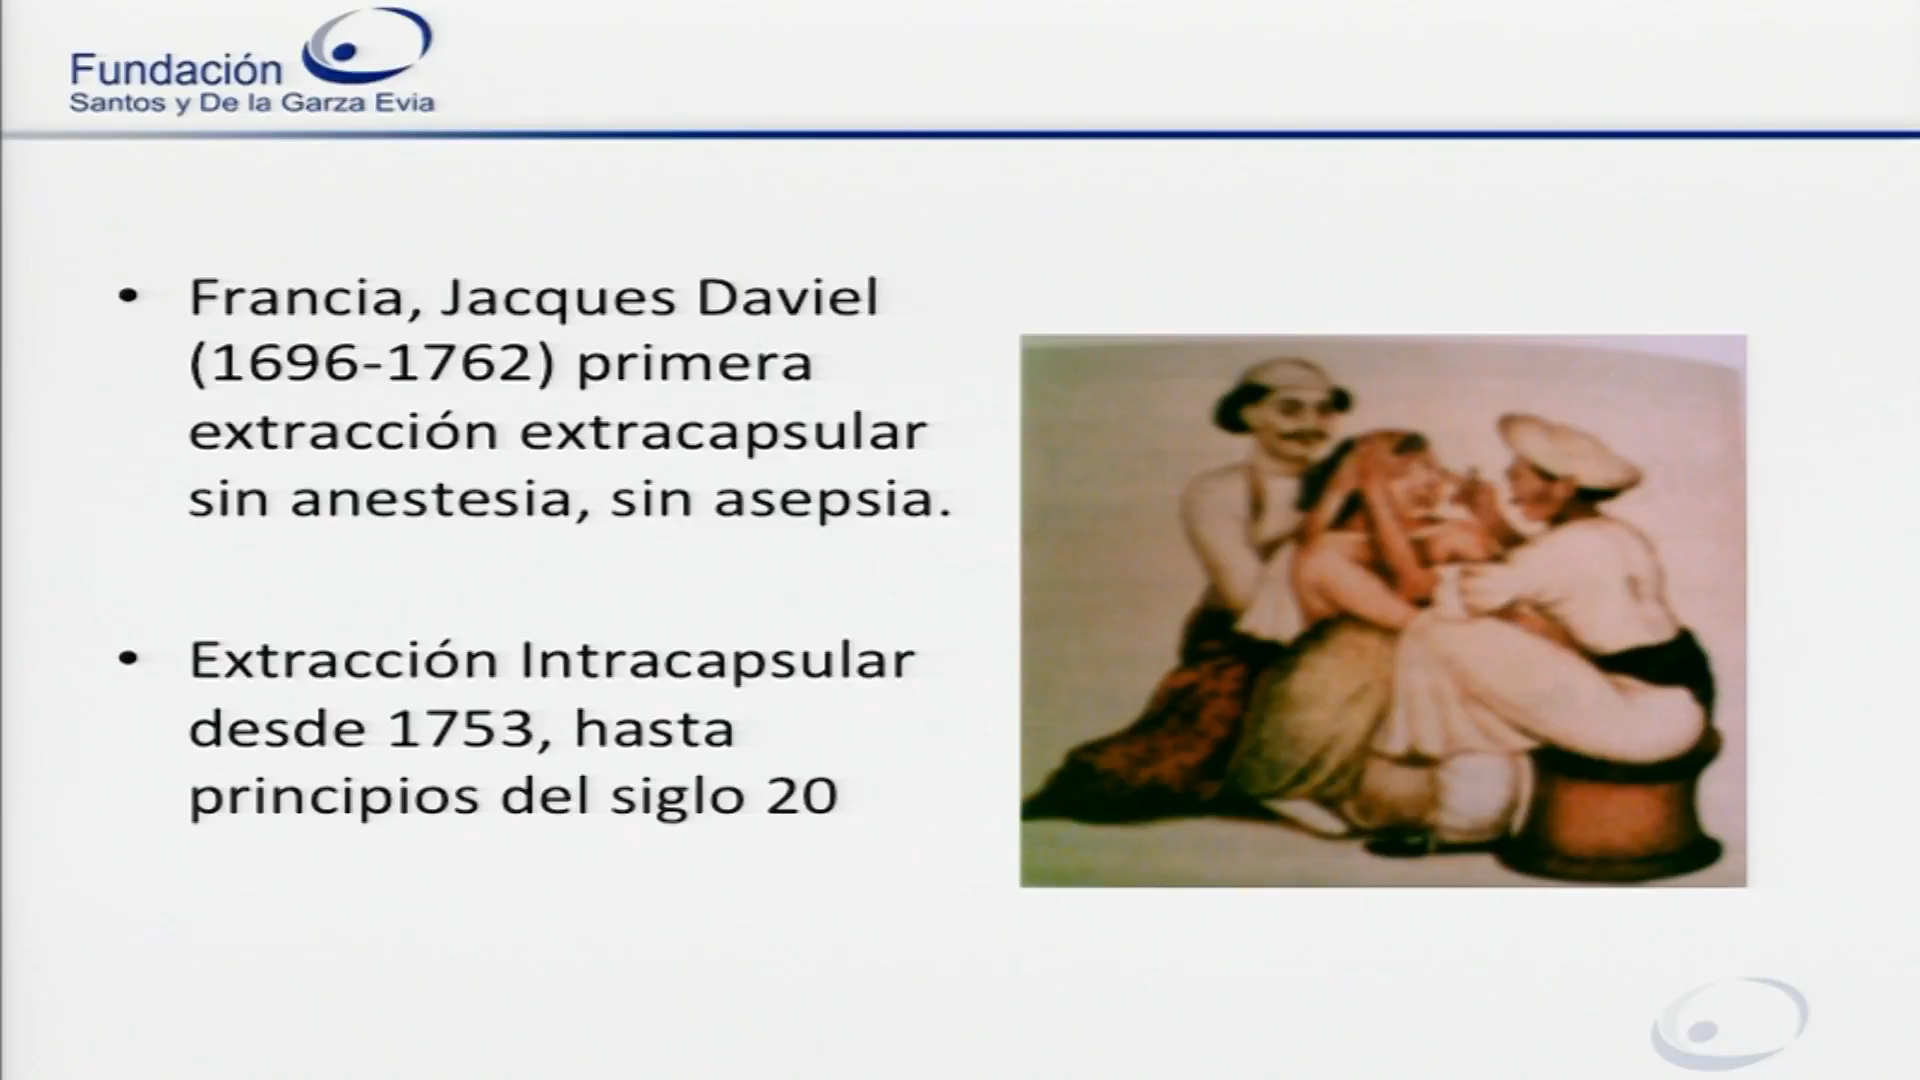 Fundación
Santos y De la Garza Evia
• Francia, Jacques Daviel
(1696-1762) primera
extracción extracapsular
sin anestesia, sin asepsia.
• Extracción Intracapsular
desde 1753, hasta
principios del siglo 20